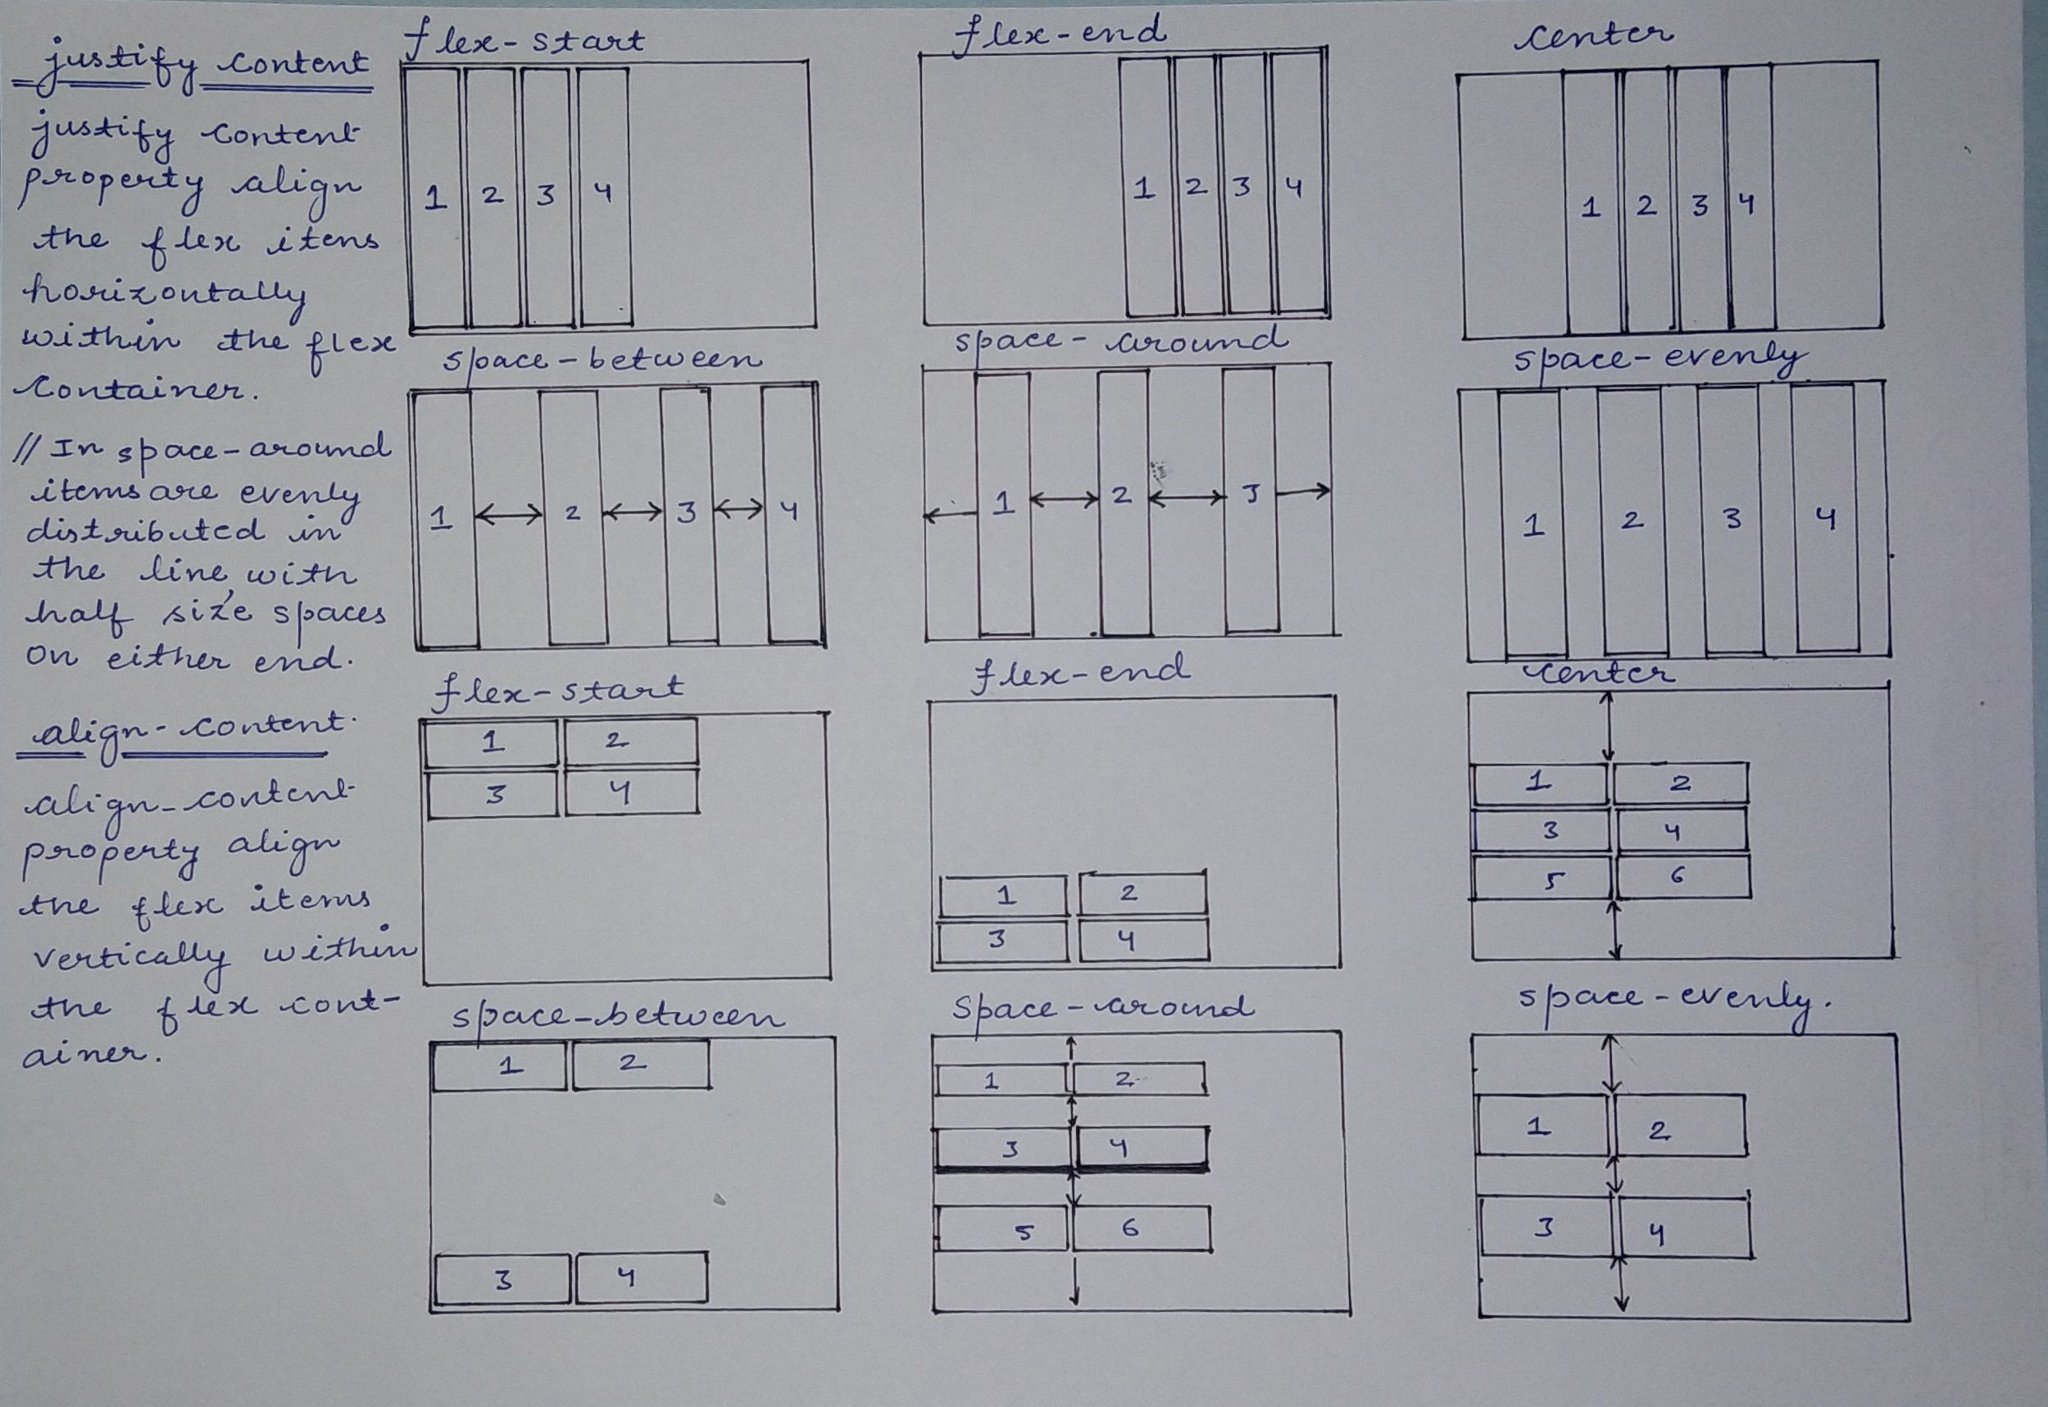 justify content
justify content
property align
the flex itens
horizontally
within the flex
container.
// In space-around
items are evenly
distributed in
the line, with
half size spaces
on either end.
align-content.
align-content
property align
the flex items
vertically within
the flex cont-
ainer.
flex-start
1 2 3 4
flex-end
1 2 3 4
center
1 2 3 4
space-between
1 2 3 4
space-around
1 2 3
space-evenly
1 2 3 4
flex-start
1 2
3 4
flex-end
1 2
3 4
center
1 2
3 4
5 6
space-between
1 2
3 4
space-around
1 2
3 4
5 6
space-evenly.
1 2
3 4